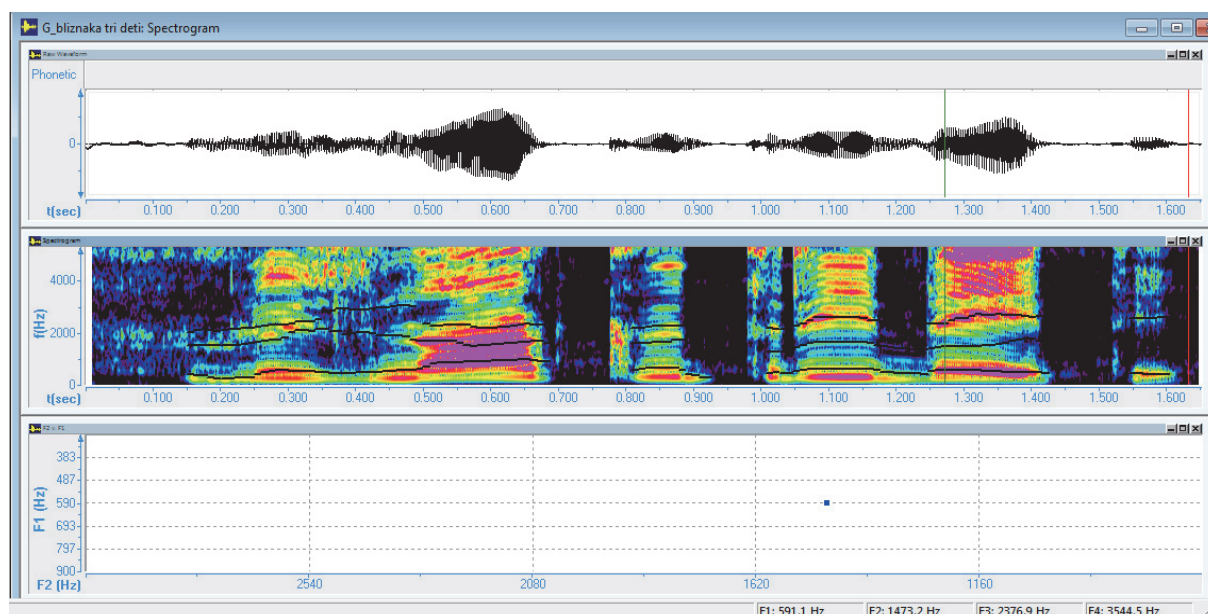 G_bliznaka tri deti: Spectrogram
Raw Waveform
Phonetic
0
t(sec) 0.100 0.200 0.300 0.400 0.500 0.600 0.700 0.800 0.900 1.000 1.100 1.200 1.300 1.400 1.500 1.600
Spectrogram
f(Hz)
4000
2000
0
t(sec) 0.100 0.200 0.300 0.400 0.500 0.600 0.700 0.800 0.900 1.000 1.100 1.200 1.300 1.400 1.500 1.600
F2 v. F1
F1 (Hz)
383
487
590
693
797
900
F2 (Hz) 2540 2080 1620 1160
F1: 591.1 Hz F2: 1473.2 Hz F3: 2376.9 Hz F4: 3544.5 Hz